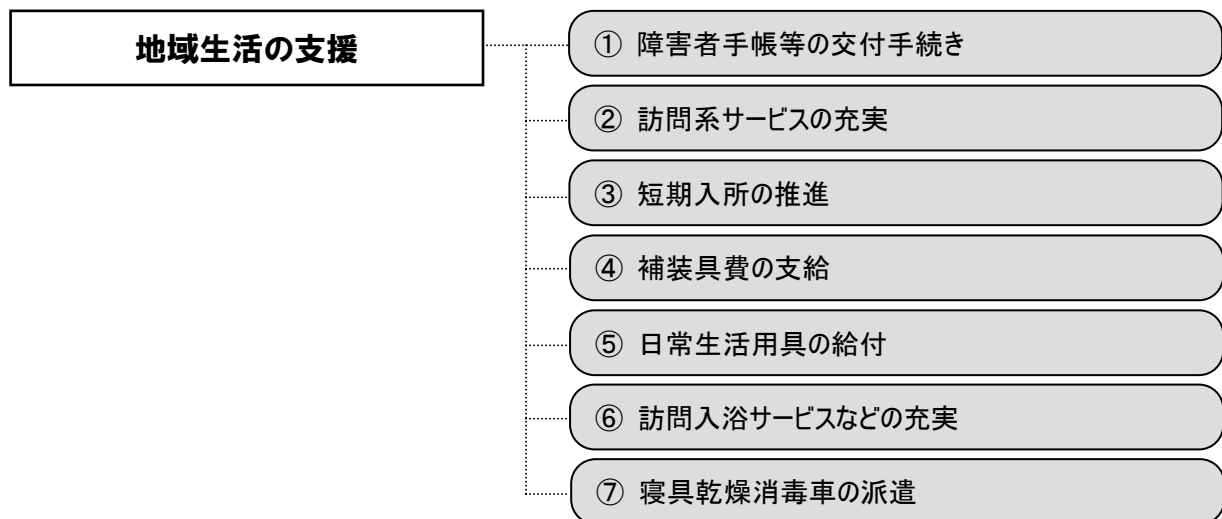 地域生活の支援
① 障害者手帳等の交付手続き
② 訪問系サービスの充実
③ 短期入所の推進
④ 補装具費の支給
⑤ 日常生活用具の給付
⑥ 訪問入浴サービスなどの充実
⑦ 寝具乾燥消毒車の派遣